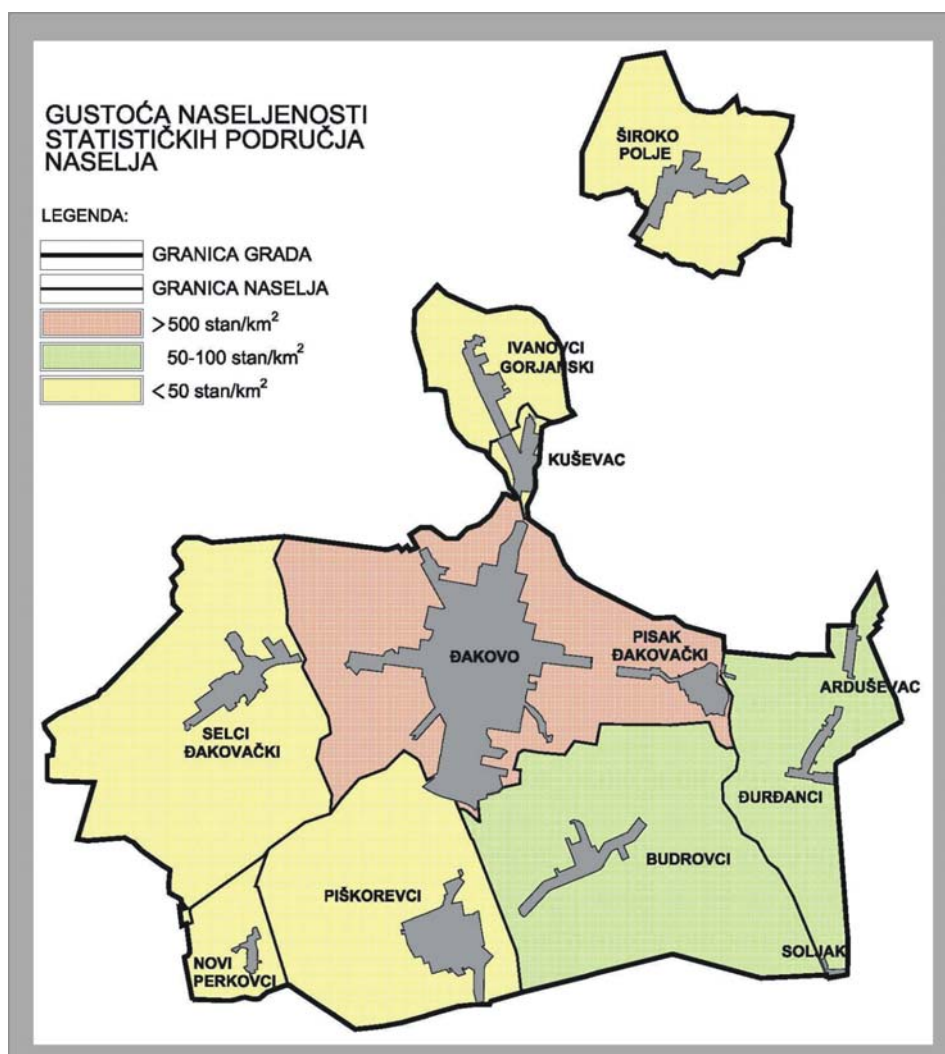 GUSTOĆA NASELJENOSTI
STATISTIČKIH PODRUČJA
NASELJA
LEGENDA:
GRANICA GRADA
GRANICA NASELJA
>500 stan/km²
50-100 stan/km²
<50 stan/km²
ŠIROKO
POLJE
IVANOVCI
GORJANSKI
KUŠEVAC
ĐAKOVO
PISAK
ĐAKOVAČKI
ARDUŠEVAC
SELCI
ĐAKOVAČKI
ĐURĐANCI
BUDROVCI
PIŠKOREVCI
SOLJAK
NOVI
PERKOVCI